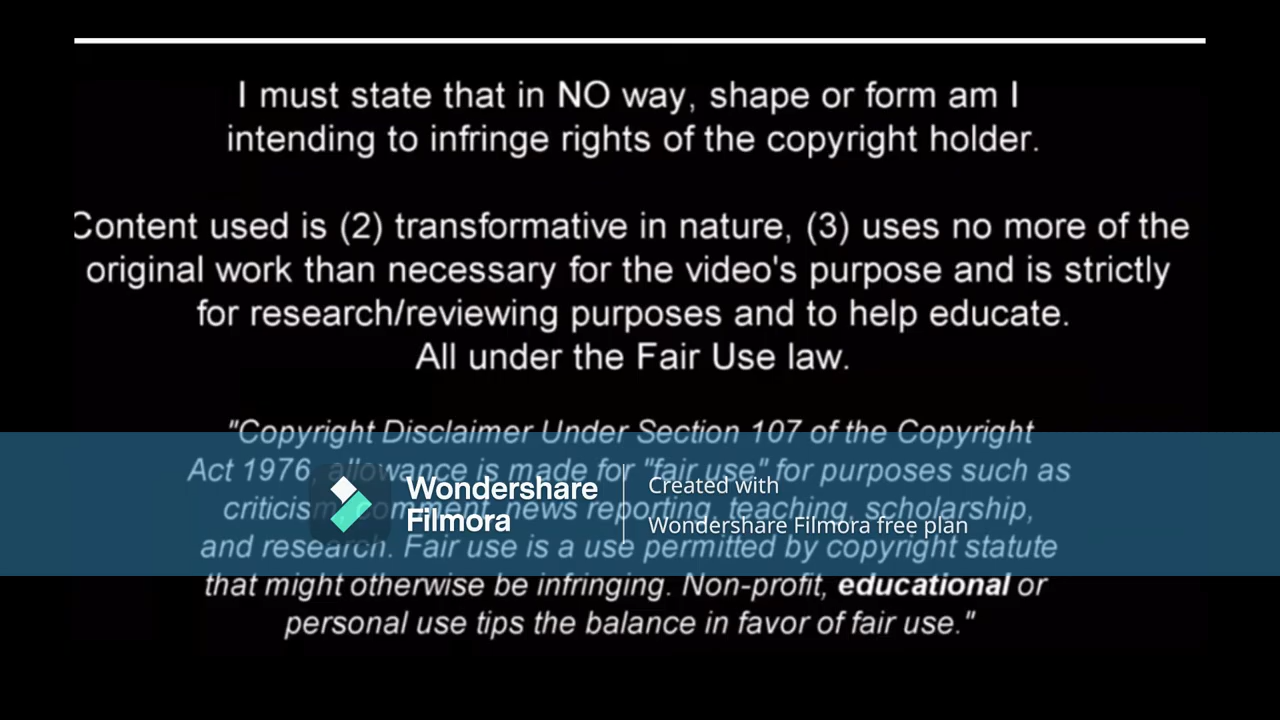 I must state that in NO way, shape or form am I
intending to infringe rights of the copyright holder.
Content used is (2) transformative in nature, (3) uses no more of the
original work than necessary for the video's purpose and is strictly
for research/reviewing purposes and to help educate.
All under the Fair Use law.
"Copyright Disclaimer Under Section 107 of the Copyright
Act 1976, allowance is made for "fair use" for purposes such as
criticism, comment, news reporting, teaching, scholarship,
and research. Fair use is a use permitted by copyright statute
that might otherwise be infringing. Non-profit, educational or
personal use tips the balance in favor of fair use."
Wondershare
Filmora
Created with
Wondershare Filmora free plan